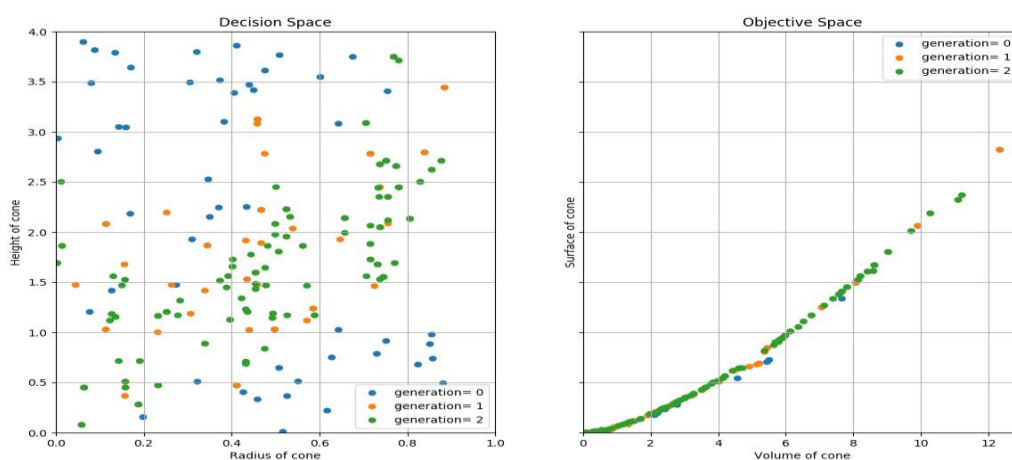 Decision Space
4.0
3.5
3.0
2.5
2.0
1.5
1.0
0.5
0.0
Height of cone
generation= 0
generation= 1
generation= 2
0.0 0.2 0.4 0.6 0.8 1.0
Radius of cone
Objective Space
Surface of cone
generation= 0
generation= 1
generation= 2
0 2 4 6 8 10 12
Volume of cone